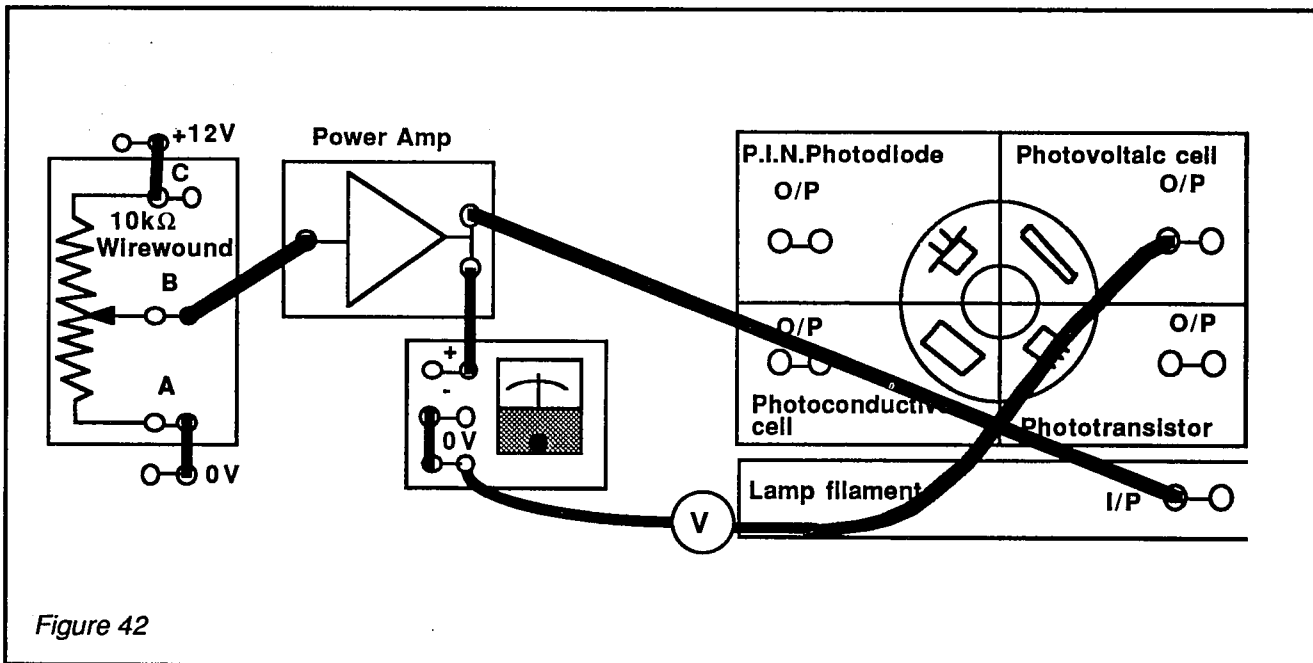 +12V
C
10kΩ
Wirewound
B
A
0V
Power Amp
+
-
0V
V
P.I.N.Photodiode
O/P
Photovoltaic cell
O/P
O/P
Photoconductive
cell
O/P
Phototransistor
Lamp filament
I/P
Figure 42